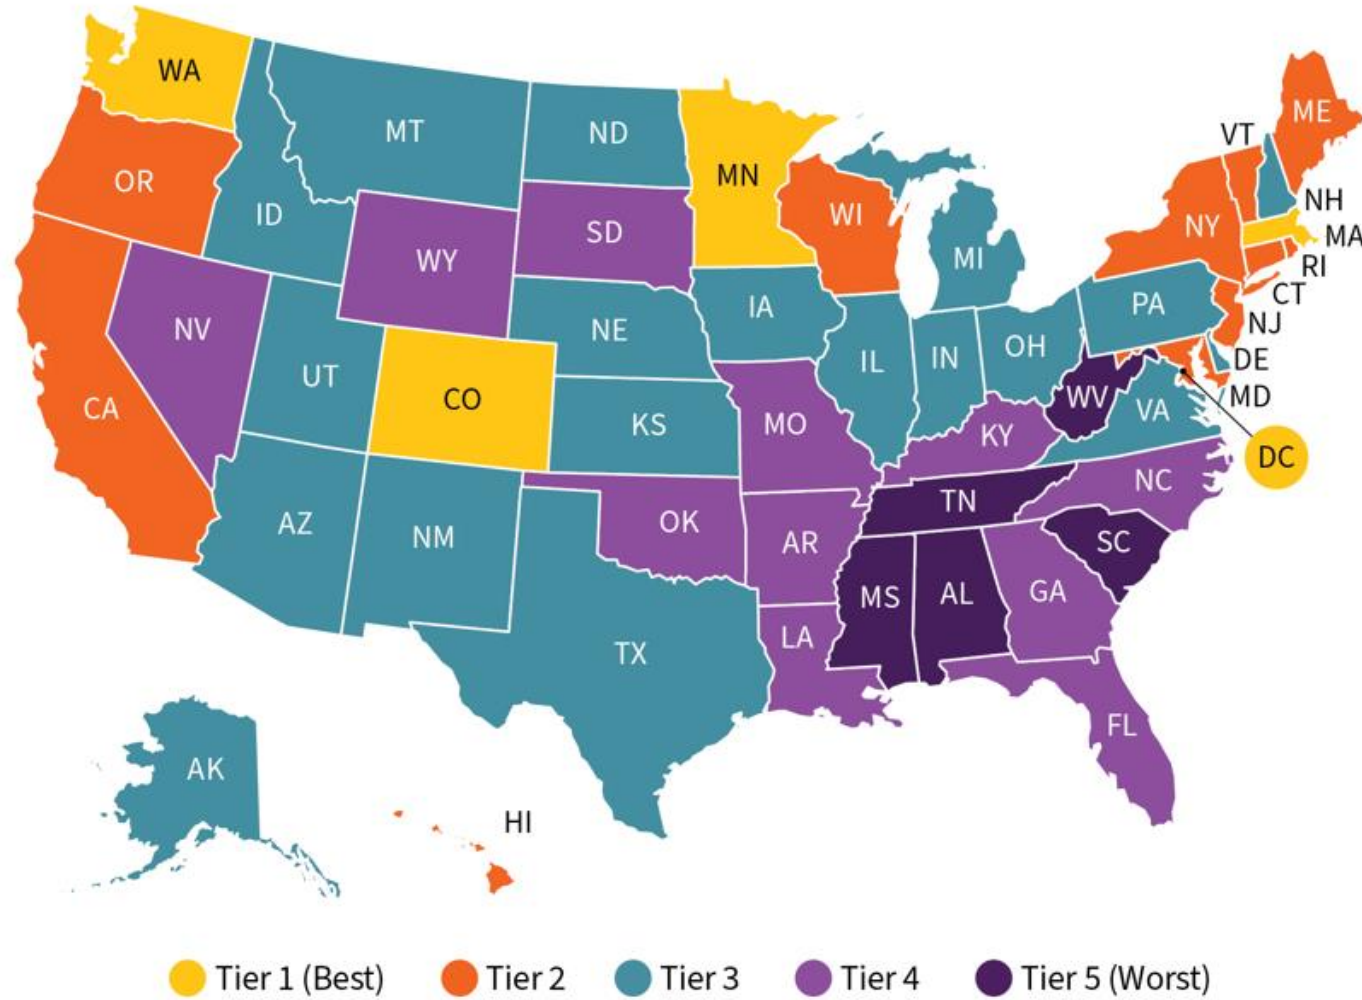 WA
MT
ND
MN
ME
VT
OR
ID
WY
SD
WI
MI
NY
NH
MA
RI
CT
NJ
NV
UT
CO
NE
IA
IL
IN
OH
PA
DE
MD
CA
KS
MO
KY
WV
VA
DC
AZ
NM
OK
AR
TN
NC
SC
TX
LA
MS
AL
GA
FL
AK
HI
Tier 1 (Best) Tier 2 Tier 3 Tier 4 Tier 5 (Worst)